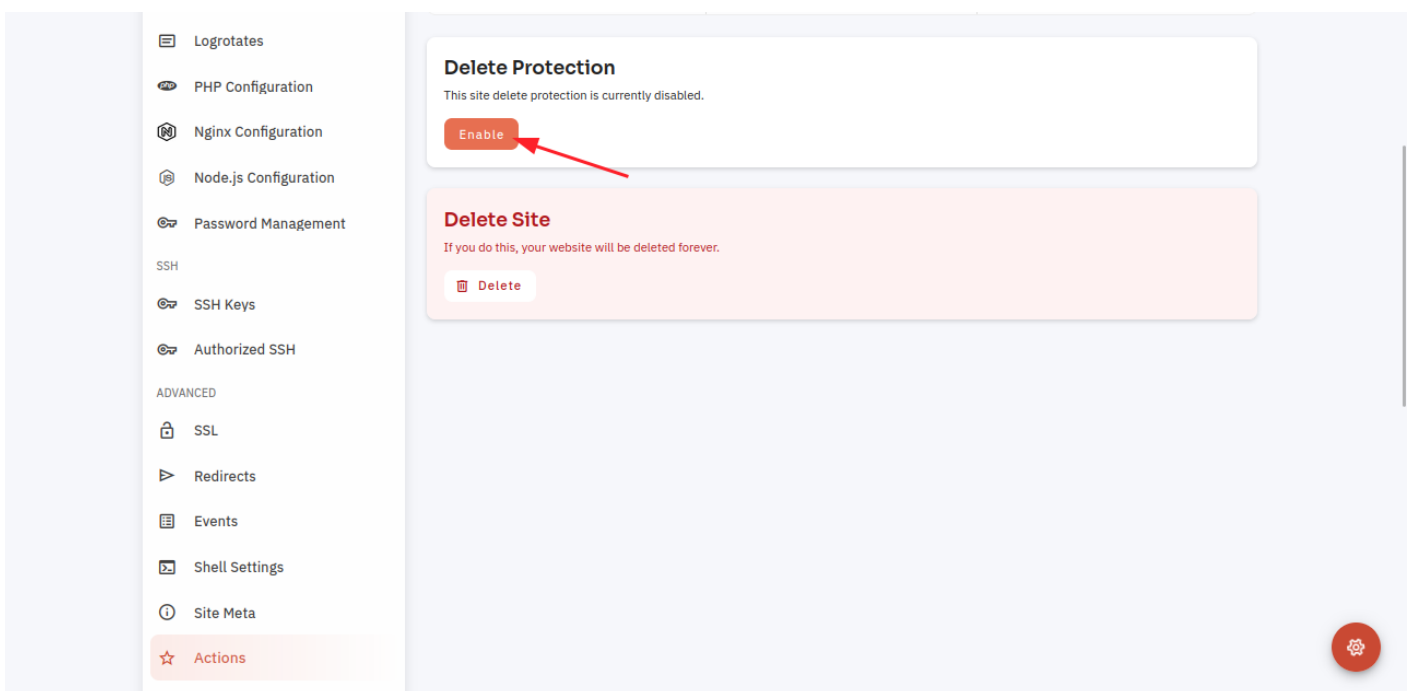 Logrotates
PHP Configuration
Nginx Configuration
Node.js Configuration
Password Management
SSH
SSH Keys
Authorized SSH
ADVANCED
SSL
Redirects
Events
Shell Settings
Site Meta
Actions
Delete Protection
This site delete protection is currently disabled.
Enable
Delete Site
If you do this, your website will be deleted forever.
Delete